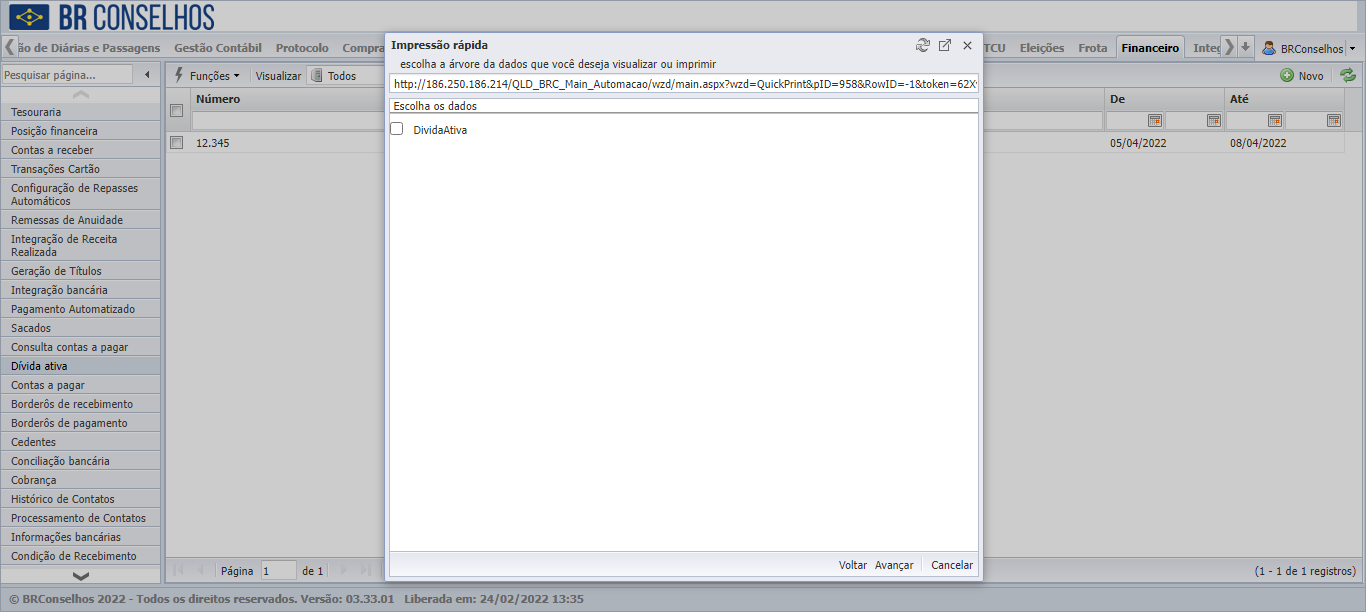 BR CONSELHOS
ão de Diárias e Passagens Gestão Contábil Protocolo Compra TCU Eleições Frota Financeiro Integ BRConselhos
Pesquisar página...
Tesouraria
Posição financeira
Contas a receber
Transações Cartão
Configuração de Repasses
Automáticos
Remessas de Anuidade
Integração de Receita
Realizada
Geração de Títulos
Integração bancária
Pagamento Automatizado
Sacados
Consulta contas a pagar
Dívida ativa
Contas a pagar
Borderôs de recebimento
Borderôs de pagamento
Cedentes
Conciliação bancária
Cobrança
Histórico de Contatos
Processamento de Contatos
Informações bancárias
Condição de Recebimento
Funções Visualizar Todos Novo
Número De Até
12.345 05/04/2022 08/04/2022
Impressão rápida
escolha a árvore da dados que você deseja visualizar ou imprimir
http://186.250.186.214/QLD_BRC_Main_Automacao/wzd/main.aspx?wzd=QuickPrint&pID=958&RowID=-1&token=62X
Escolha os dados
DividaAtiva
Voltar Avançar Cancelar
Página 1 de 1 (1 - 1 de 1 registros)
© BRConselhos 2022 - Todos os direitos reservados. Versão: 03.33.01 Liberada em: 24/02/2022 13:35